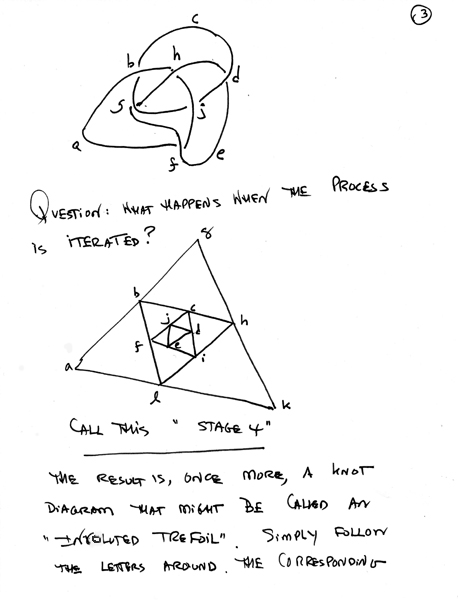 3
c
b h
d
g j
a f e
QUESTION: WHAT HAPPENS WHEN THE PROCESS
IS ITERATED?
g
b
j c
d h
f e
a i
l k
CALL THIS "STAGE 4"
THE RESULT IS, ONCE MORE, A KNOT
DIAGRAM THAT MIGHT BE CALLED AN
"INVOLUTED TREFOIL". SIMPLY FOLLOW
THE LETTERS AROUND. THE CORRESPONDING